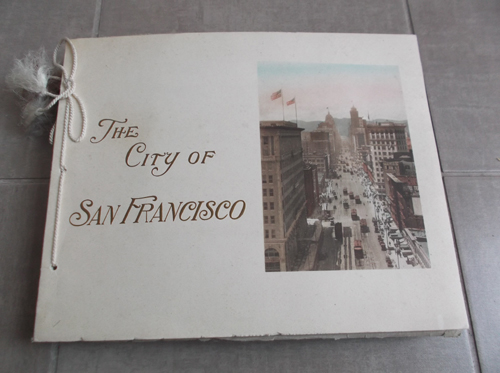 The
City of
San Francisco